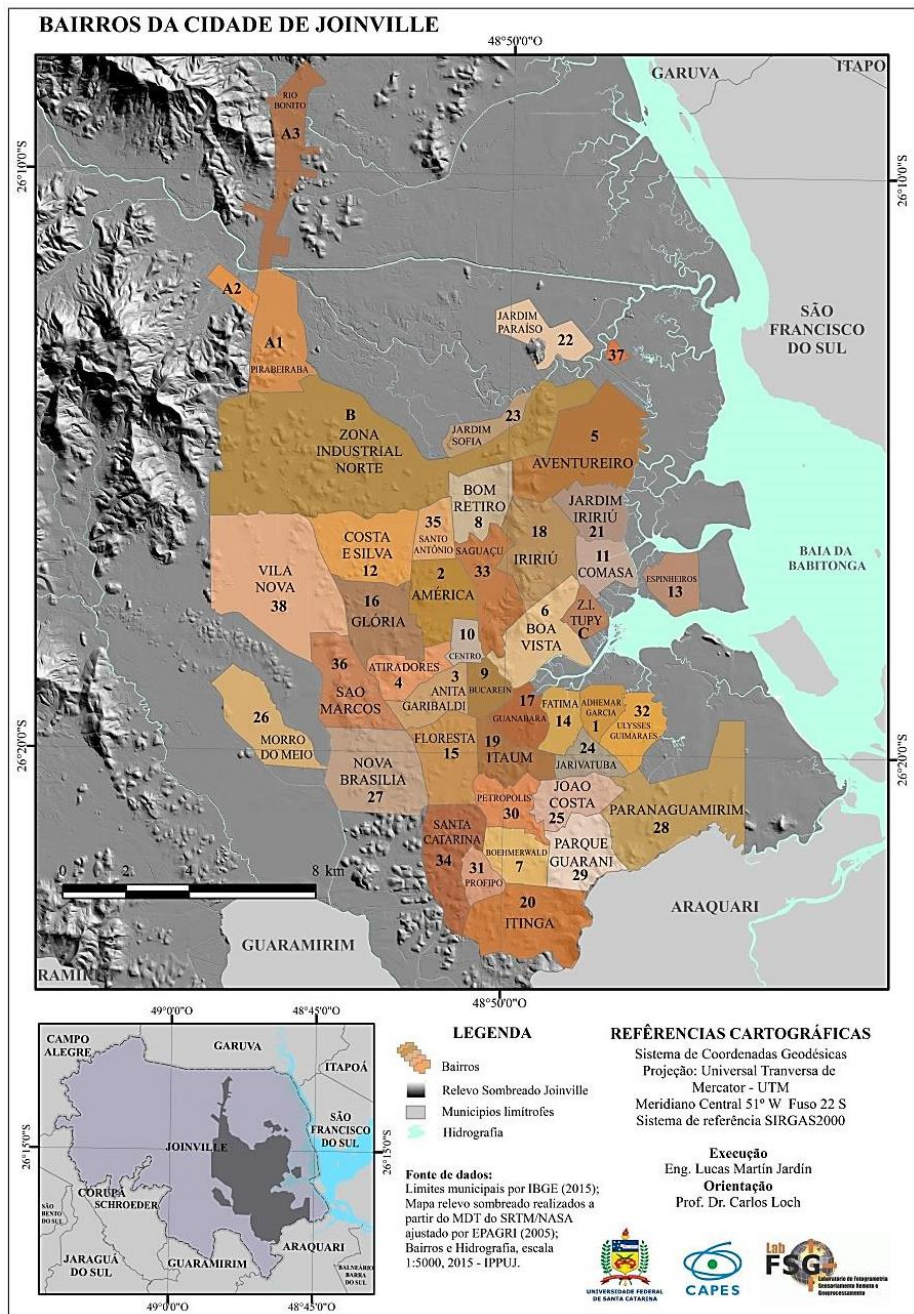 BAIRROS DA CIDADE DE JOINVILLE
48°50'0"O
GARUVA
ITAPO
RIO
BONITO
A3
26°10'0"S
26°10'0"S
A2
A1
PIRABEIRABA
JARDIM
PARAÍSO
22
37
SÃO
FRANCISCO
DO SUL
B
ZONA
INDUSTRIAL
NORTE
23
JARDIM
SOFIA
5
AVENTUREIRO
BOM
RETIRO
8
JARDIM
IRIRIÚ
21
35
SANTO
ANTÔNIO
COSTA
E SILVA
12
SAGUAÇU
33
18
IRIRIÚ
11
COMASA
BAIA DA
BABITONGA
ESPINHEIROS
13
VILA
NOVA
38
2
AMÉRICA
16
GLÓRIA
6
BOA
VISTA
Z.I.
TUPY
C
10
CENTRO
36
SAO
MARCOS
ATIRADORES
4
3
ANITA
GARIBALDI
9
BUCAREIN
17
GUANABARA
FATIMA
14
ADHEMAR
GARCIA
1
32
ULYSSES
GUIMARAES
26
MORRO
DO MEIO
26°20'0"S
26°20'0"S
FLORESTA
15
19
ITAUM
24
JARIVATUBA
NOVA
BRASILIA
27
PETROPOLIS
30
JOAO
COSTA
25
PARANAGUAMIRIM
28
SANTA
CATARINA
34
BOEHMERWALD
7
PARQUE
GUARANI
29
31
PROFIPO
0 4 8 km
20
ITINGA
ARAQUARI
GUARAMIRIM
48°50'0"O
49°0'0"O
48°45'0"O
CAMPO
ALEGRE
GARUVA
ITAPOÁ
SÃO
FRANCISCO
DO SUL
26°15'0"S
26°15'0"S
JOINVILLE
CORUPÁ
SCHROEDER
SÃO
BENTO
DO SUL
JARAGUÁ
DO SUL
GUARAMIRIM
ARAQUARI
BALNEÁRIO
BARRA
DO SUL
49°0'0"O
48°45'0"O
LEGENDA
Bairros
Relevo Sombreado Joinville
Municipios limítrofes
Hidrografia
Fonte de dados:
Limites municipais por IBGE (2015);
Mapa relevo sombreado realizados a
partir do MDT do SRTM/NASA
ajustado por EPAGRI (2005);
Bairros e Hidrografia, escala
1:5000, 2015 - IPPUJ.
REFÊRENCIAS CARTOGRÁFICAS
Sistema de Coordenadas Geodésicas
Projeção: Universal Tranversa de
Mercator - UTM
Meridiano Central 51º W Fuso 22 S
Sistema de referência SIRGAS2000
Execução
Eng. Lucas Martín Jardín
Orientação
Prof. Dr. Carlos Loch
UNIVERSIDADE FEDERAL
DE SANTA CATARINA
CAPES
Lab
FSG
Laboratório de Fotogrametria
Sensoriamento Remoto e
Geoprocessamento